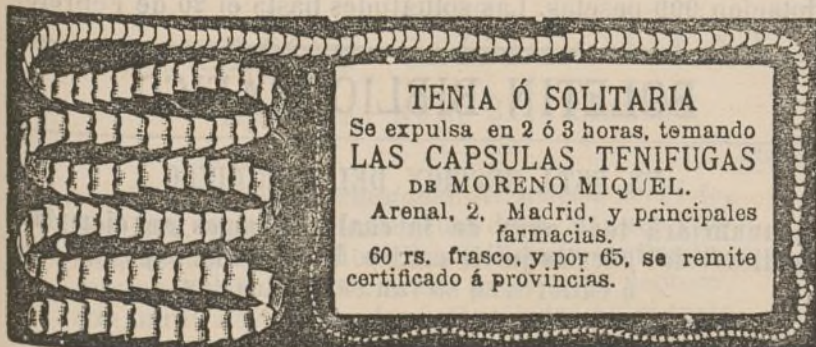 TENIA Ó SOLITARIA
Se expulsa en 2 ó 3 horas, temando
LAS CAPSULAS TENIFUGAS
DE MORENO MIQUEL.
Arenal, 2, Madrid, y principales
farmacias.
60 rs. frasco, y por 65, se remite
certificado á provincias.